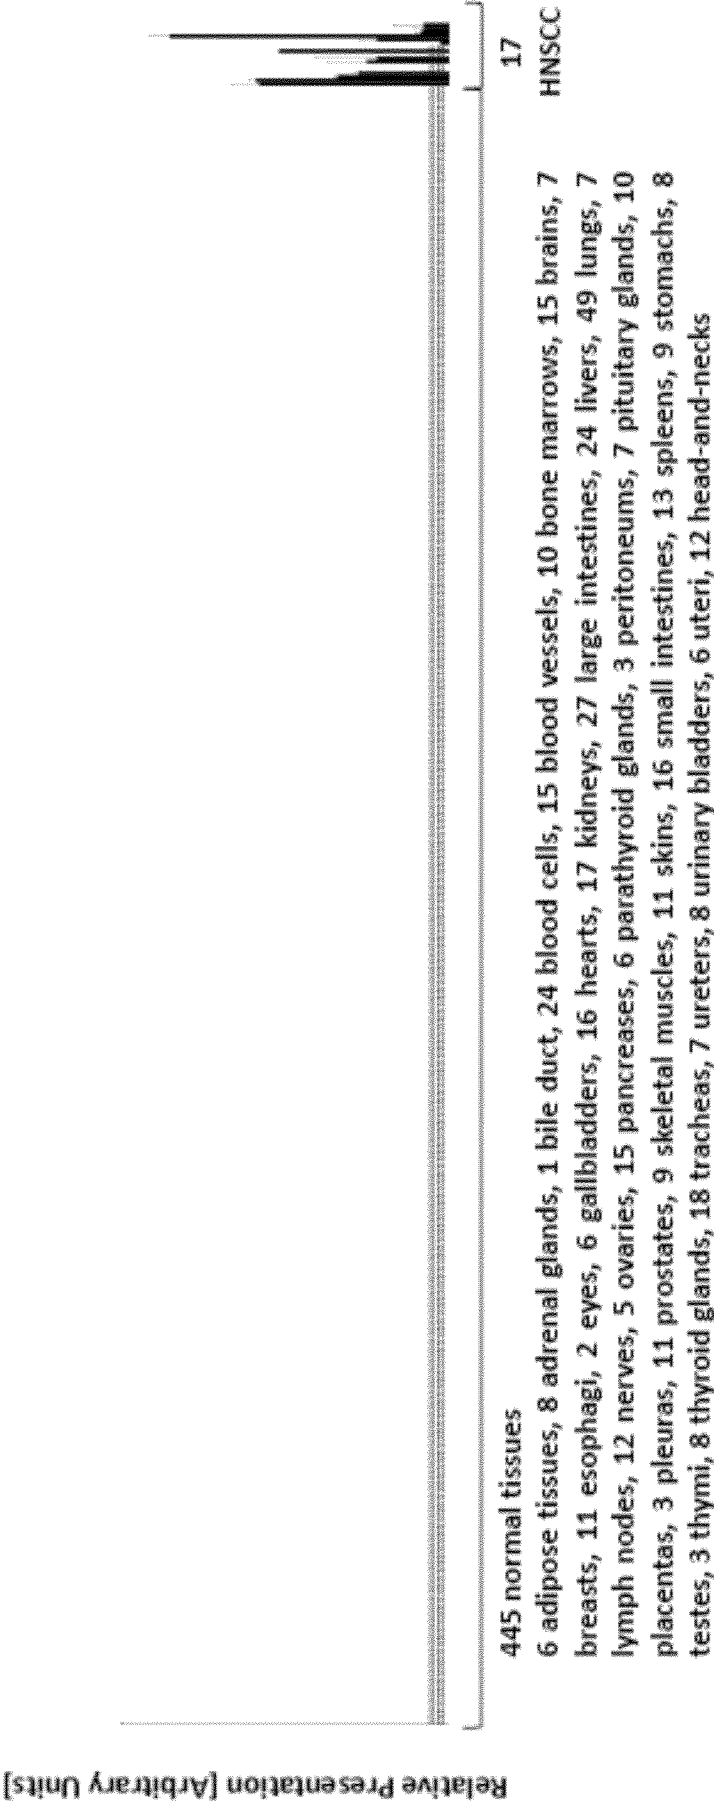 Relative Presentation [Arbitrary Units]
445 normal tissues
17
HNSCC
6 adipose tissues, 8 adrenal glands, 1 bile duct, 24 blood cells, 15 blood vessels, 10 bone marrows, 15 brains, 7
breasts, 11 esophagi, 2 eyes, 6 gallbladders, 16 hearts, 17 kidneys, 27 large intestines, 24 livers, 49 lungs, 7
lymph nodes, 12 nerves, 5 ovaries, 15 pancreases, 6 parathyroid glands, 3 peritoneums, 7 pituitary glands, 10
placentas, 3 pleuras, 11 prostates, 9 skeletal muscles, 11 skins, 16 small intestines, 13 spleens, 9 stomachs, 8
testes, 3 thymi, 8 thyroid glands, 18 tracheas, 7 ureters, 8 urinary bladders, 6 uteri, 12 head-and-necks